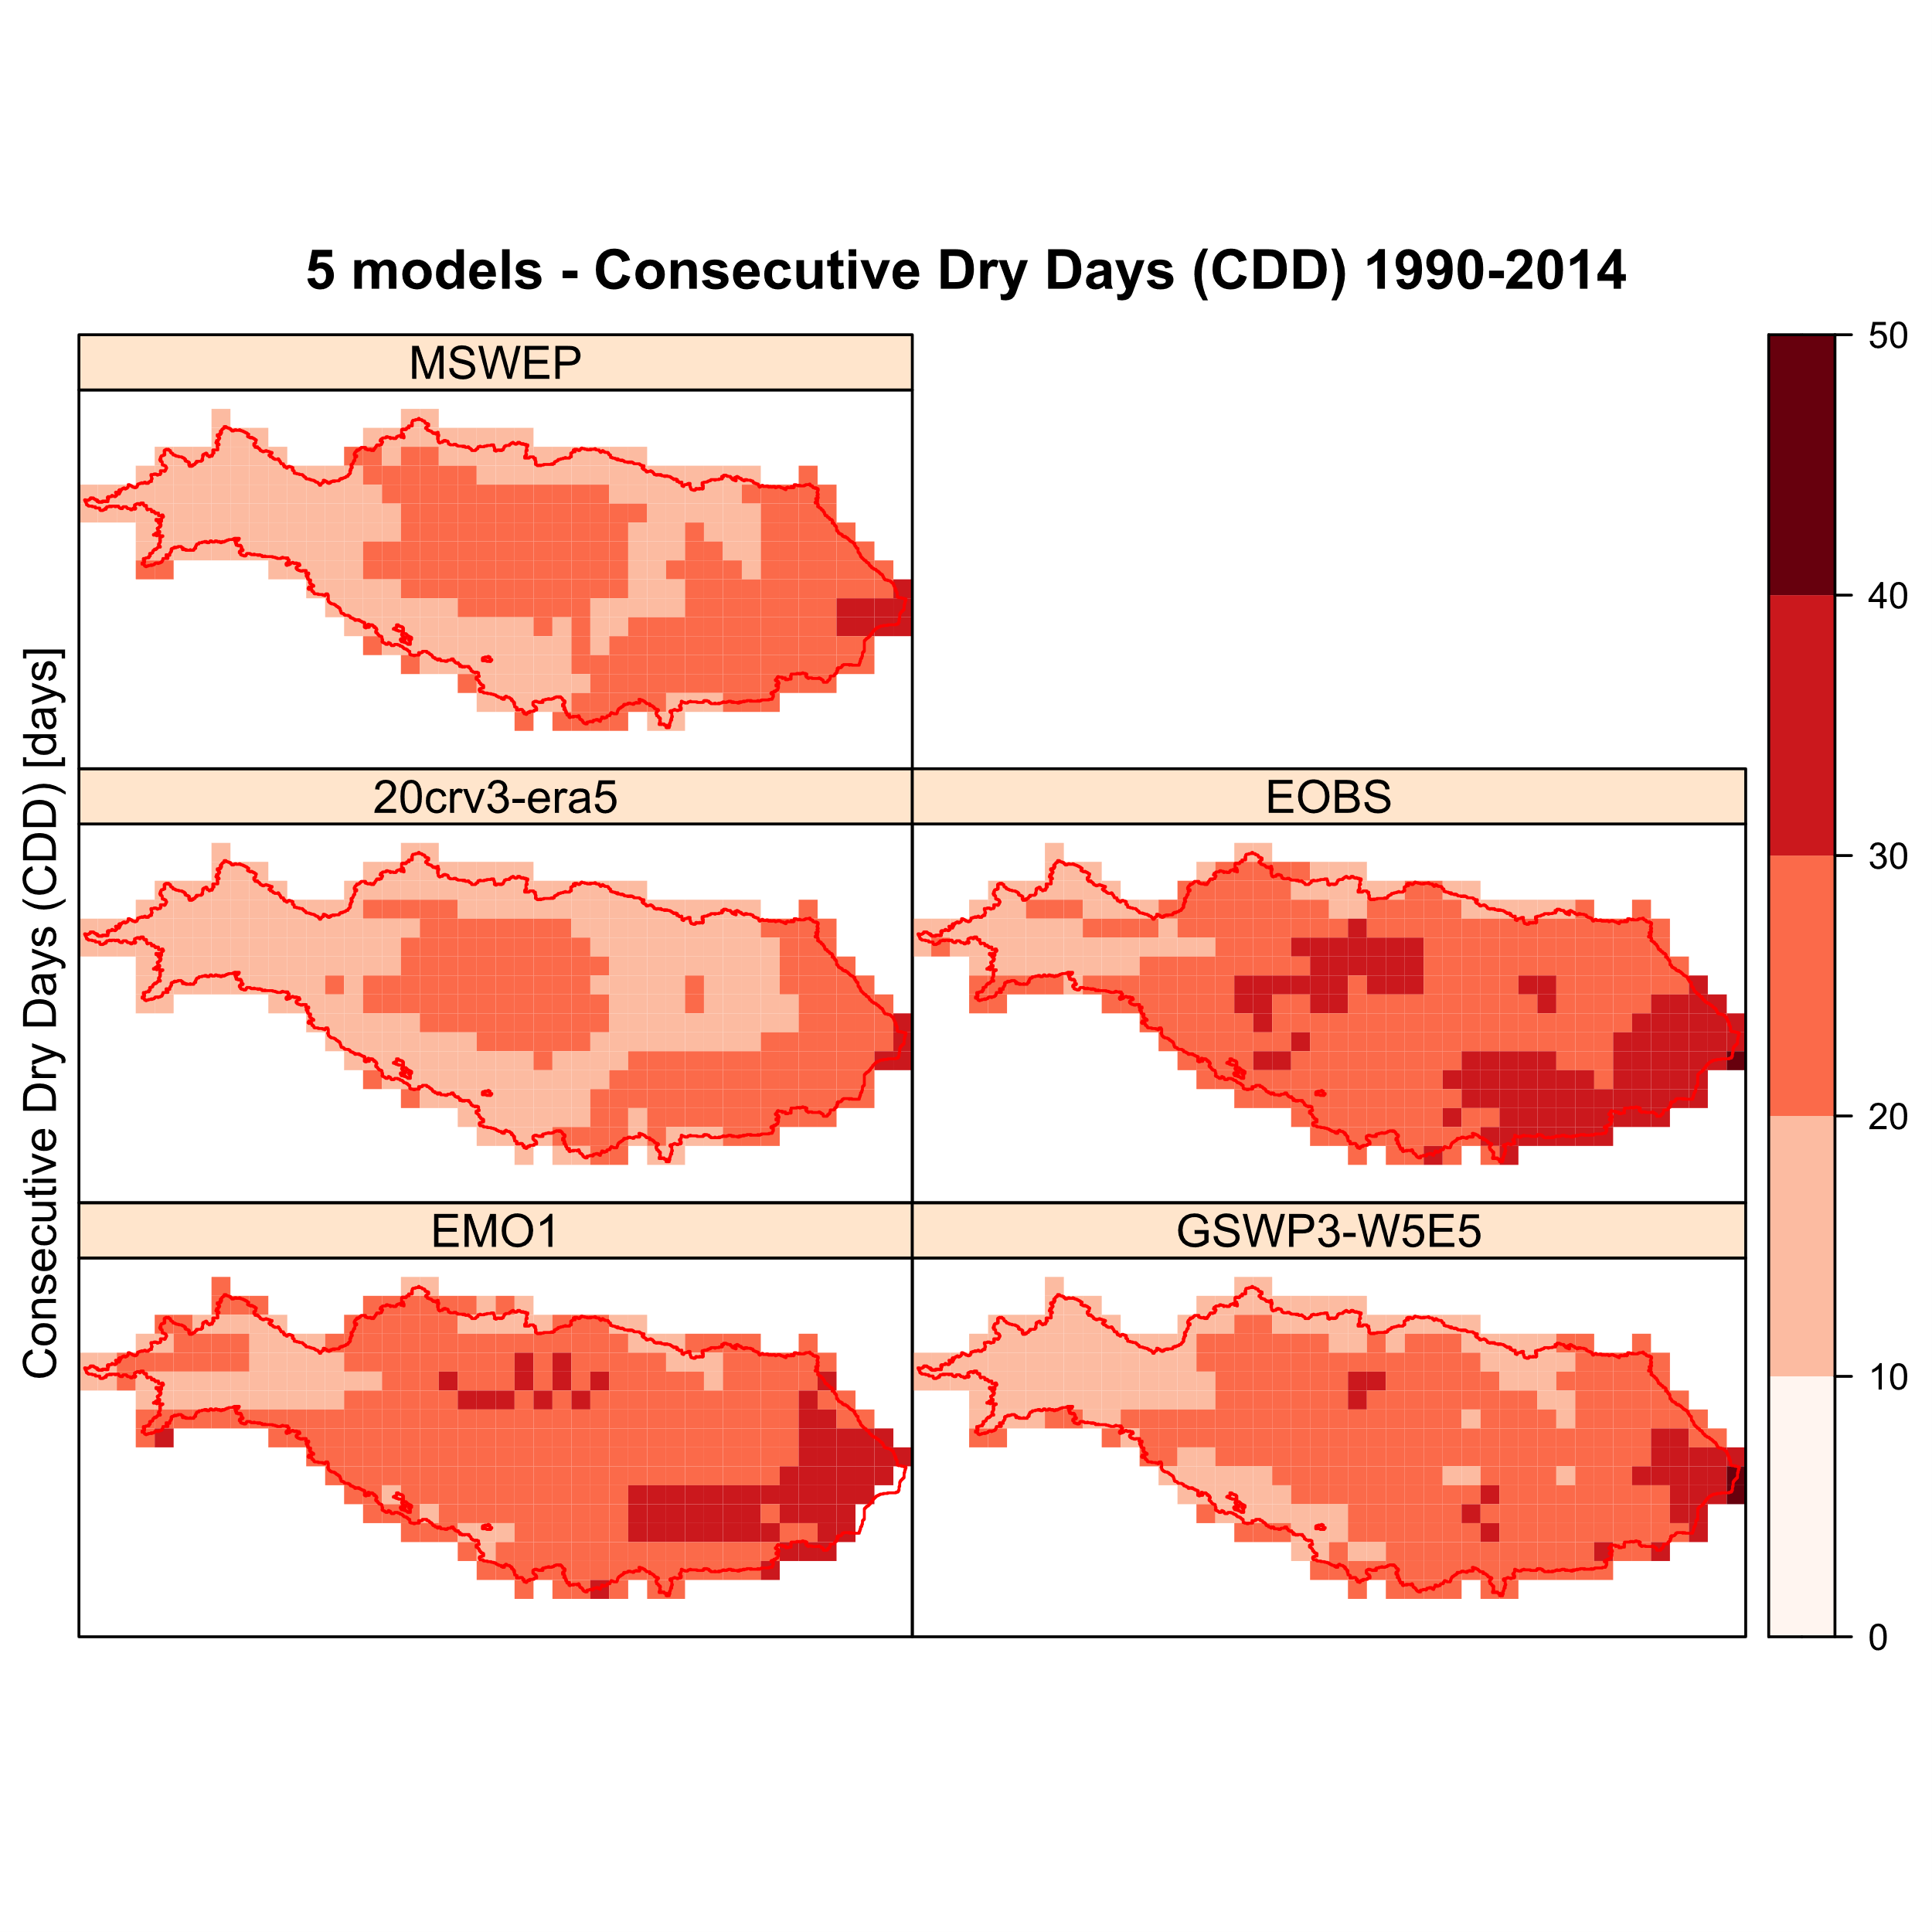 5 models - Consecutive Dry Days (CDD) 1990-2014
MSWEP
20crv3-era5
EOBS
EMO1
GSWP3-W5E5
Consecutive Dry Days (CDD) [days]
50
40
30
20
10
0